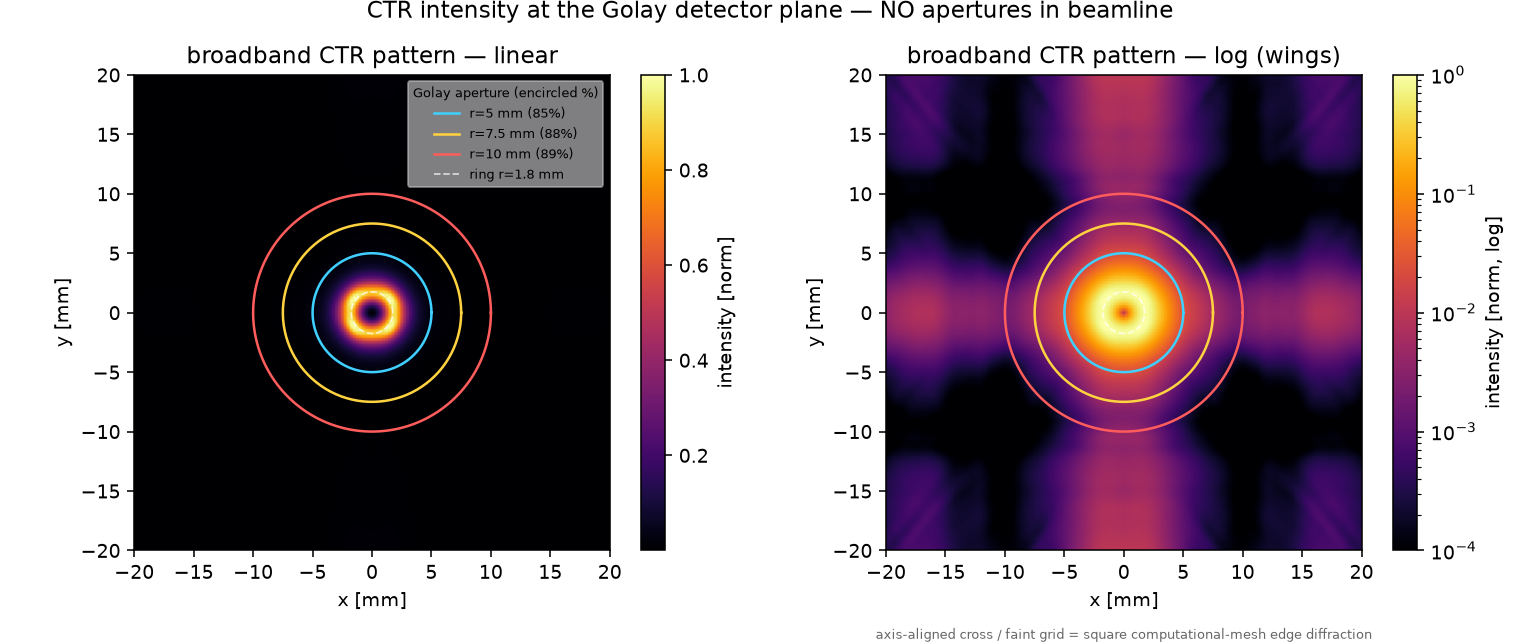 CTR intensity at the Golay detector plane — NO apertures in beamline
broadband CTR pattern — linear
20
15
10
5
0
−5
−10
−15
−20
y [mm]
−20 −15 −10 −5 0 5 10 15 20
x [mm]
Golay aperture (encircled %)
r=5 mm (85%)
r=7.5 mm (88%)
r=10 mm (89%)
ring r=1.8 mm
1.0
0.8
0.6
0.4
0.2
intensity [norm]
broadband CTR pattern — log (wings)
20
15
10
5
0
−5
−10
−15
−20
y [mm]
−20 −15 −10 −5 0 5 10 15 20
x [mm]
10⁰
10⁻¹
10⁻²
10⁻³
10⁻⁴
intensity [norm, log]
axis-aligned cross / faint grid = square computational-mesh edge diffraction